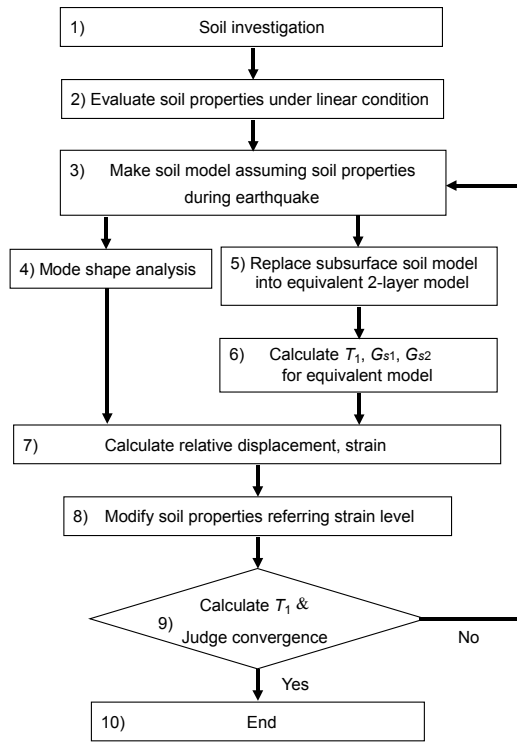 1) Soil investigation
2) Evaluate soil properties under linear condition
3) Make soil model assuming soil properties
during earthquake
4) Mode shape analysis
5) Replace subsurface soil model
into equivalent 2-layer model
6) Calculate T1, Gs1, Gs2
for equivalent model
7) Calculate relative displacement, strain
8) Modify soil properties referring strain level
Calculate T1 &
9)
Judge convergence
No
Yes
10) End